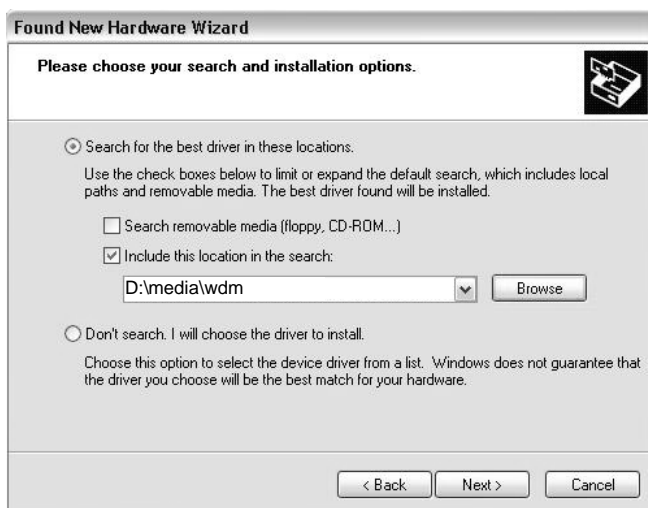 Found New Hardware Wizard
Please choose your search and installation options.
Search for the best driver in these locations.
Use the check boxes below to limit or expand the default search, which includes local
paths and removable media. The best driver found will be installed.
Search removable media (floppy, CD-ROM...)
Include this location in the search:
D:\media\wdm
Browse
Don't search. I will choose the driver to install.
Choose this option to select the device driver from a list. Windows does not guarantee that
the driver you choose will be the best match for your hardware.
< Back
Next >
Cancel